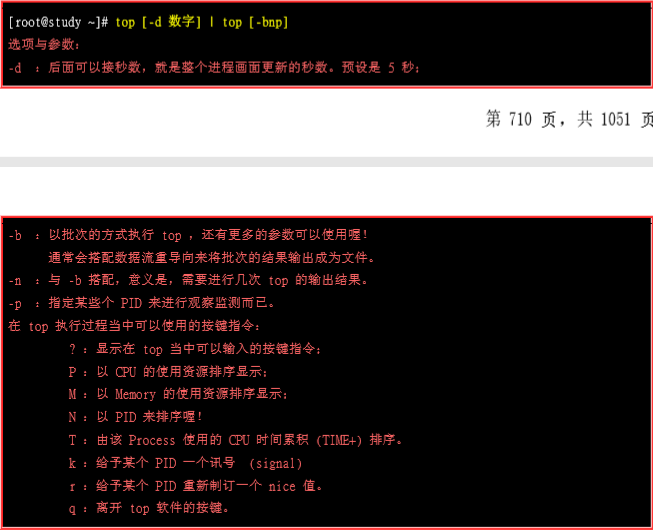 [root@study ~]# top [-d 数字] | top [-bnp]
选项与参数：
-d ：后面可以接秒数，就是整个进程画面更新的秒数。预设是 5 秒；
第 710 页，共 1051 页
-b ：以批次的方式执行 top ，还有更多的参数可以使用喔！
通常会搭配数据流重导向来将批次的结果输出成为文件。
-n ：与 -b 搭配，意义是，需要进行几次 top 的输出结果。
-p ：指定某些个 PID 来进行观察监测而已。
在 top 执行过程当中可以使用的按键指令：
? ：显示在 top 当中可以输入的按键指令；
P ：以 CPU 的使用资源排序显示；
M ：以 Memory 的使用资源排序显示；
N ：以 PID 来排序喔！
T ：由该 Process 使用的 CPU 时间累积 (TIME+) 排序。
k ：给予某个 PID 一个讯号 (signal)
r ：给予某个 PID 重新制订一个 nice 值。
q ：离开 top 软件的按键。